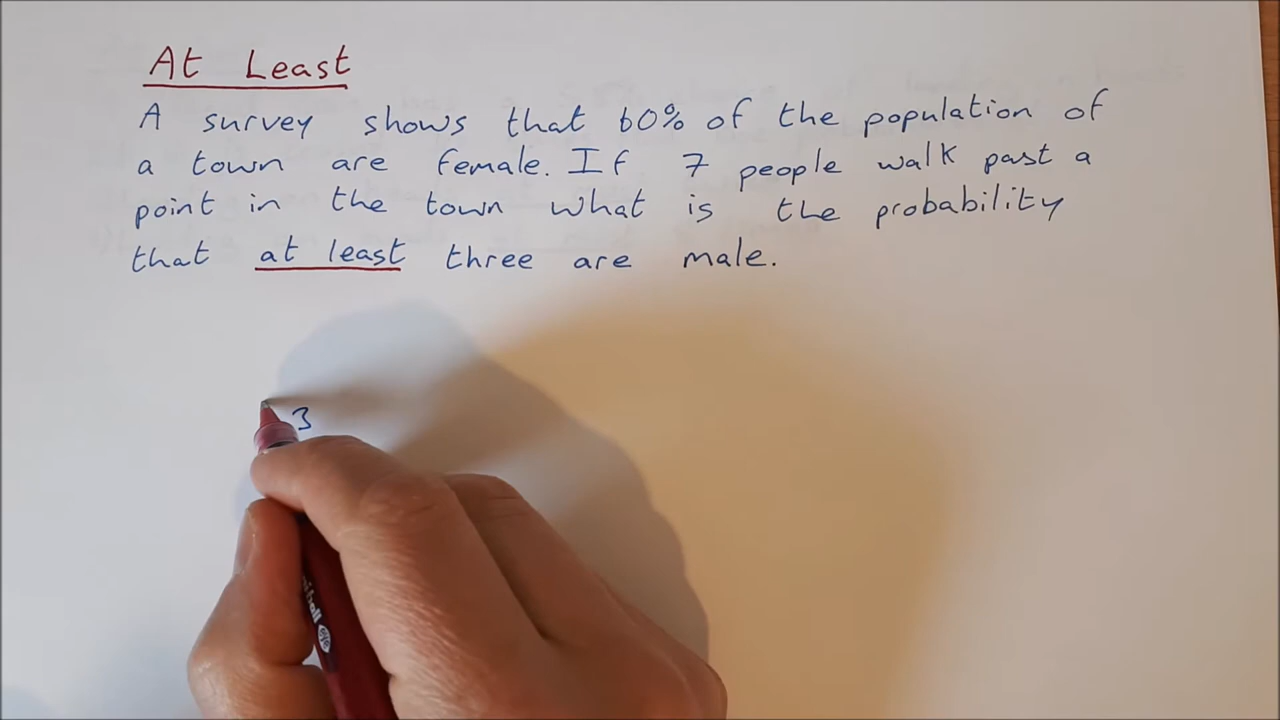 At Least
A survey shows that 60% of the population of
a town are female. If 7 people walk past a
point in the town what is the probability
that at least three are male.
3
eye